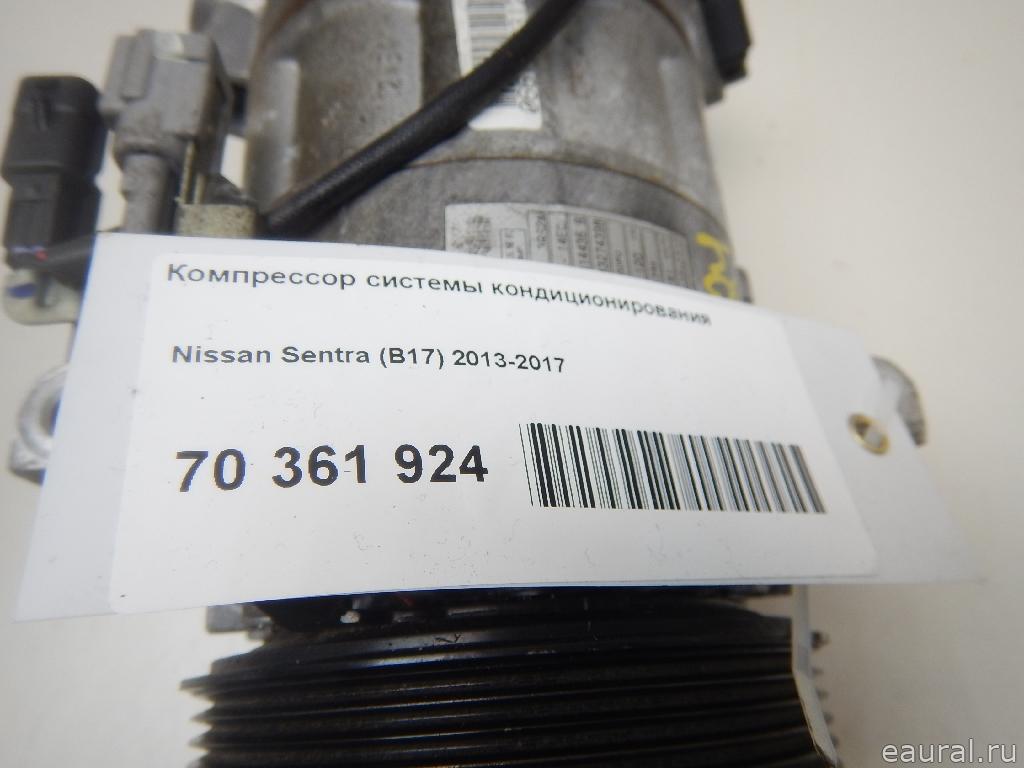 Компрессор системы кондиционирования
Nissan Sentra (B17) 2013-2017
70 361 924
eaural.ru